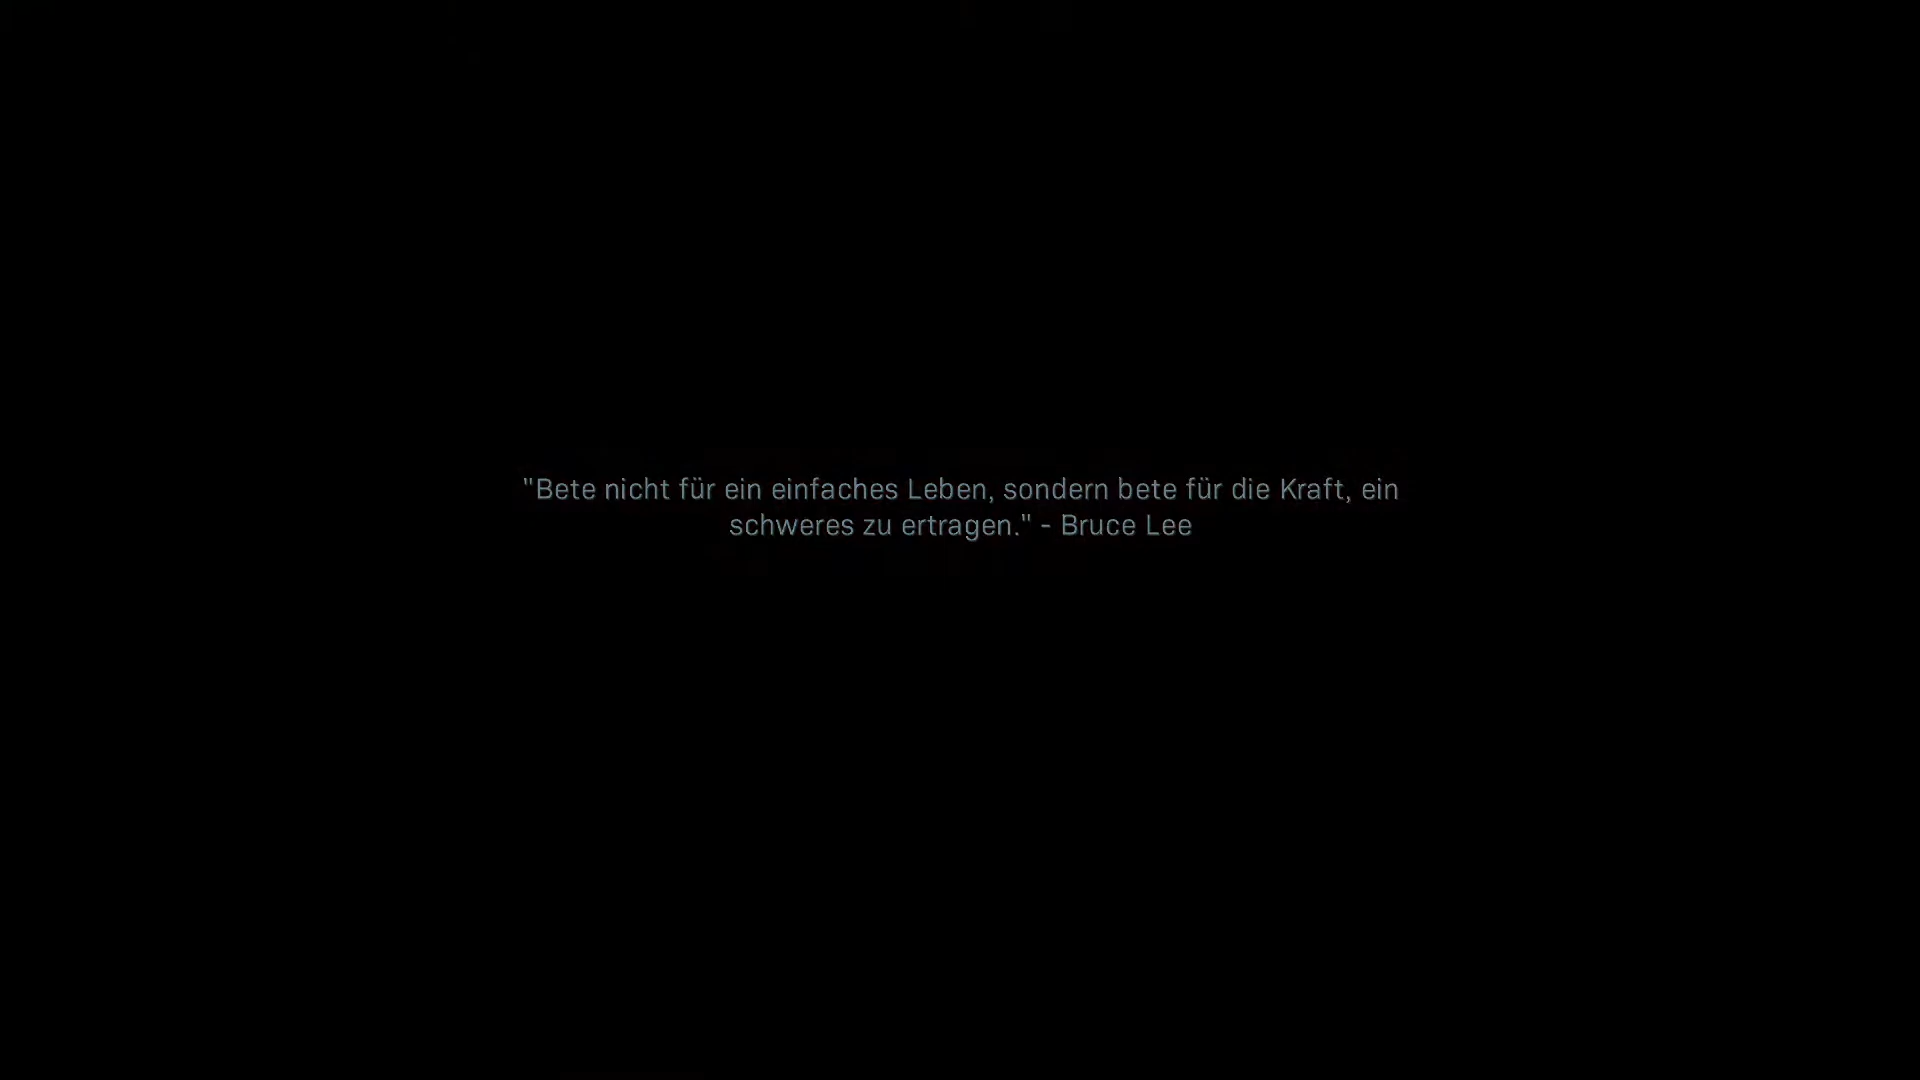 "Bete nicht für ein einfaches Leben, sondern bete für die Kraft, ein
schweres zu ertragen." - Bruce Lee